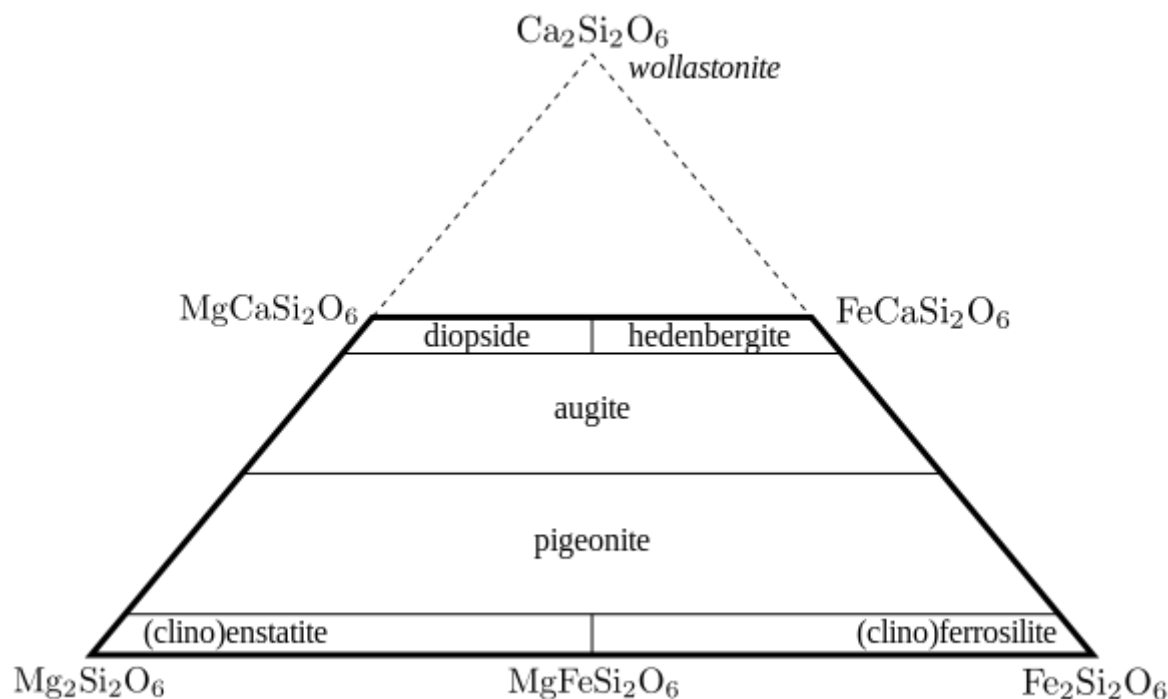 Ca₂Si₂O₆
wollastonite
MgCaSi₂O₆
FeCaSi₂O₆
diopside
hedenbergite
augite
pigeonite
(clino)enstatite
(clino)ferrosilite
Mg₂Si₂O₆
MgFeSi₂O₆
Fe₂Si₂O₆